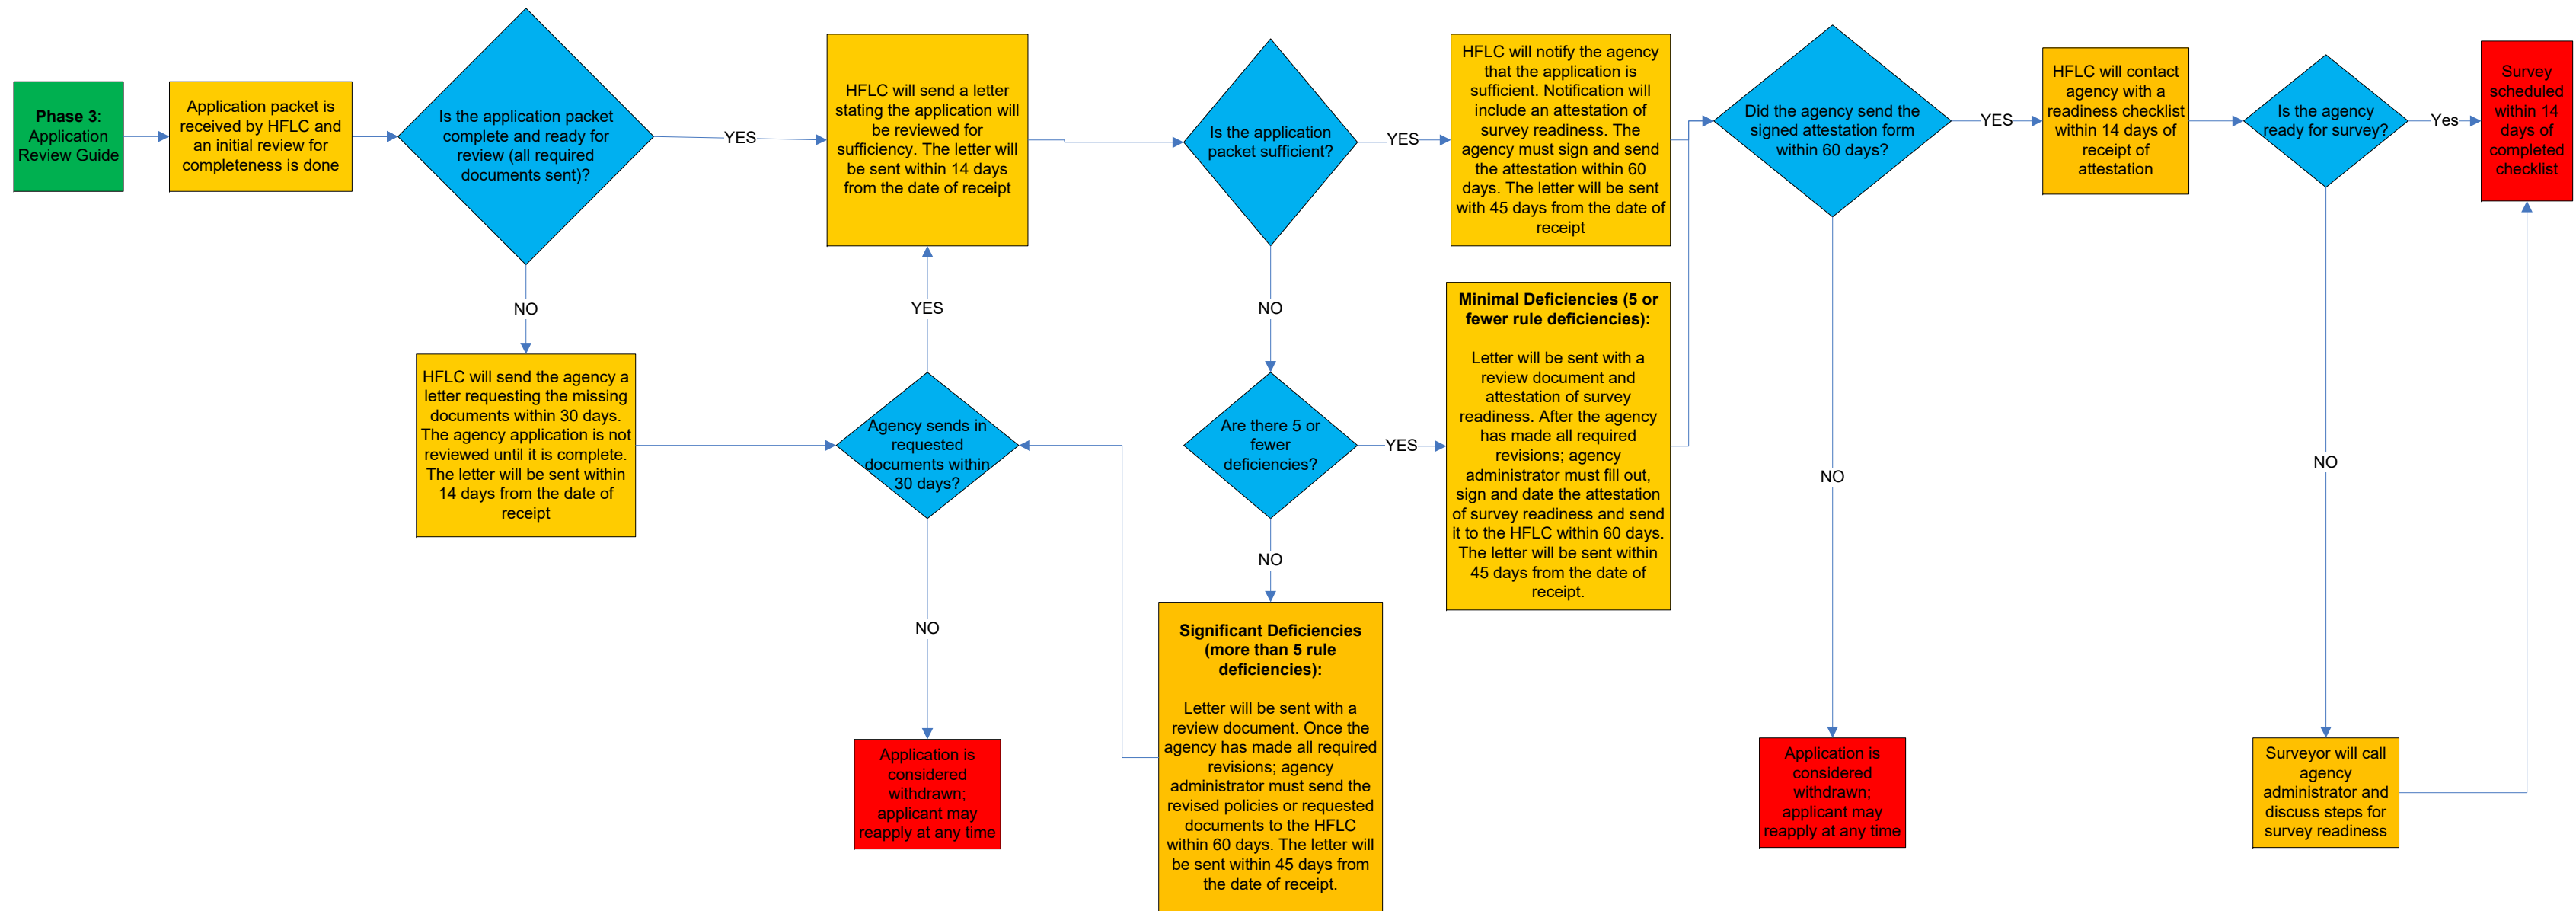 Phase 3:
Application
Review Guide
Application packet is
received by HFLC and
an initial review for
completeness is done
Is the application packet
complete and ready for
review (all required
documents sent)?
YES
HFLC will send a letter
stating the application will
be reviewed for
sufficiency. The letter will
be sent within 14 days
from the date of receipt
Is the application
packet sufficient?
YES
HFLC will notify the agency
that the application is
sufficient. Notification will
include an attestation of
survey readiness. The
agency must sign and send
the attestation within 60
days. The letter will be sent
with 45 days from the date of
receipt
Did the agency send the
signed attestation form
within 60 days?
YES
HFLC will contact
agency with a
readiness checklist
within 14 days of
receipt of
attestation
Is the agency
ready for survey?
Yes
Survey
scheduled
within 14
days of
completed
checklist
NO
HFLC will send the agency a
letter requesting the missing
documents within 30 days.
The agency application is not
reviewed until it is complete.
The letter will be sent within
14 days from the date of
receipt
YES
Agency sends in
requested
documents within
30 days?
NO
Application is
considered
withdrawn;
applicant may
reapply at any time
NO
Are there 5 or
fewer
deficiencies?
YES
Minimal Deficiencies (5 or
fewer rule deficiencies):
Letter will be sent with a
review document and
attestation of survey
readiness. After the agency
has made all required
revisions; agency
administrator must fill out,
sign and date the attestation
of survey readiness and send
it to the HFLC within 60 days.
The letter will be sent within
45 days from the date of
receipt.
NO
Significant Deficiencies
(more than 5 rule
deficiencies):
Letter will be sent with a
review document. Once the
agency has made all required
revisions; agency
administrator must send the
revised policies or requested
documents to the HFLC
within 60 days. The letter will
be sent within 45 days from
the date of receipt.
NO
Application is
considered
withdrawn;
applicant may
reapply at any time
NO
Surveyor will call
agency
administrator and
discuss steps for
survey readiness